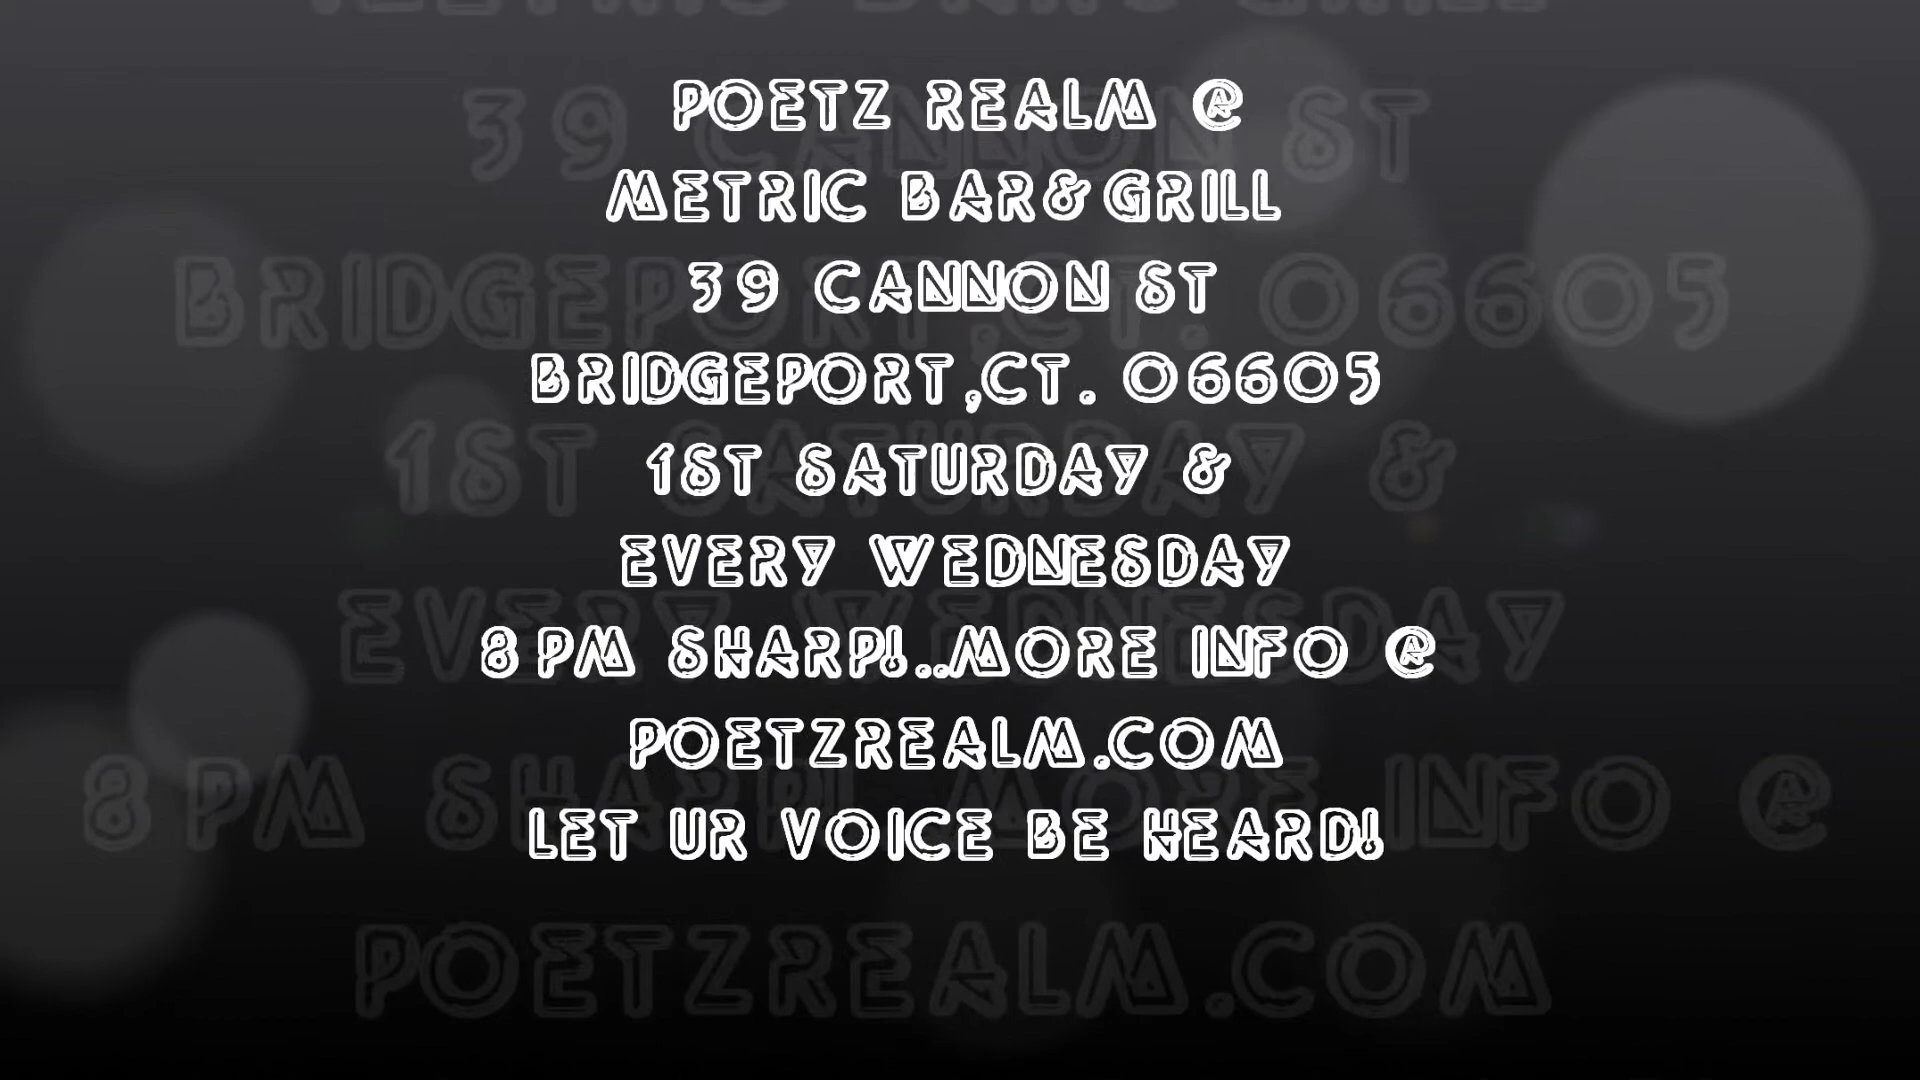 POETZ REALM @
METRIC BAR&GRILL
39 CANNON ST
BRIDGEPORT,CT. 06605
1ST SATURDAY &
EVERY WEDNESDAY
8PM SHARP!..MORE INFO @
POETZREALM.COM
LET UR VOICE BE HEARD!